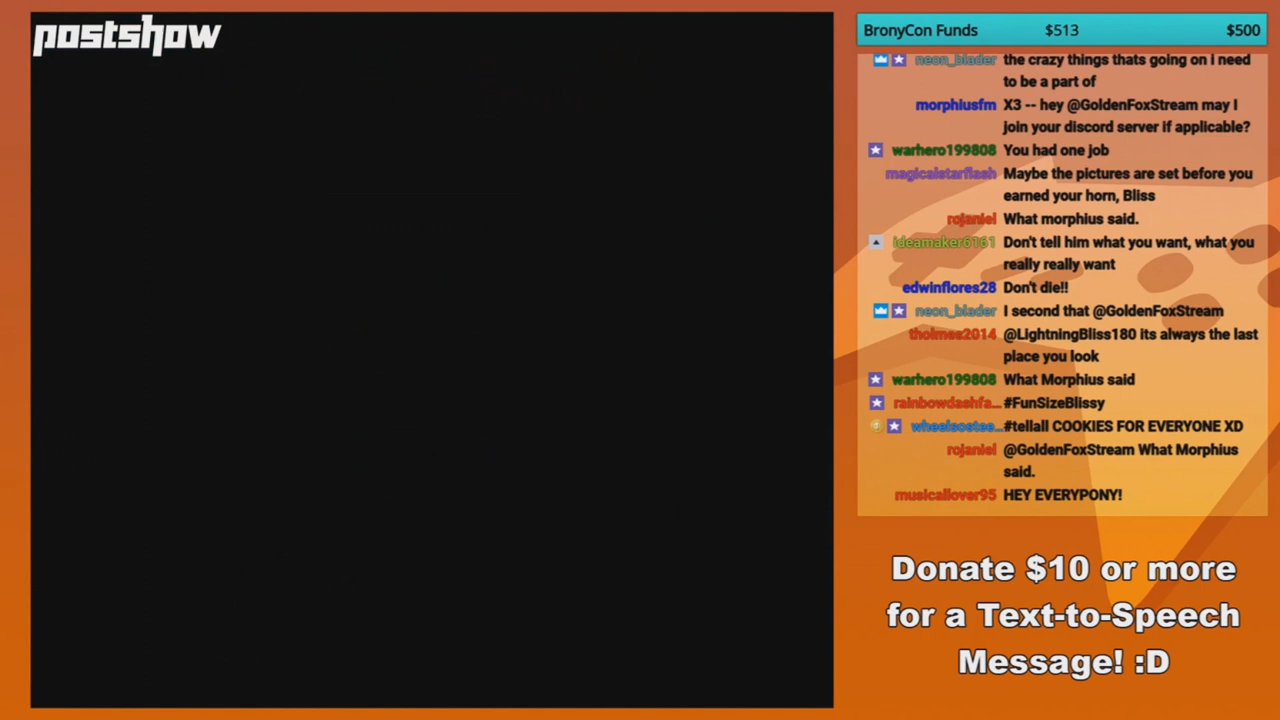 postshow
BronyCon Funds $513 $500
neon_blader the crazy things thats going on i need
to be a part of
morphiusfm X3 -- hey @GoldenFoxStream may I
join your discord server if applicable?
warhero199808 You had one job
magicalstarflash Maybe the pictures are set before you
earned your horn, Bliss
rojaniel What morphius said.
ideamaker6161 Don't tell him what you want, what you
really really want
edwinflores28 Don't die!!
neon_blader I second that @GoldenFoxStream
tholmes2014 @LightningBliss180 its always the last
place you look
warhero199808 What Morphius said
rainbowdashfa... #FunSizeBlissy
wheelsostee... #tellall COOKIES FOR EVERYONE XD
rojaniel @GoldenFoxStream What Morphius
said.
musicallover95 HEY EVERYPONY!
Donate $10 or more
for a Text-to-Speech
Message! :D